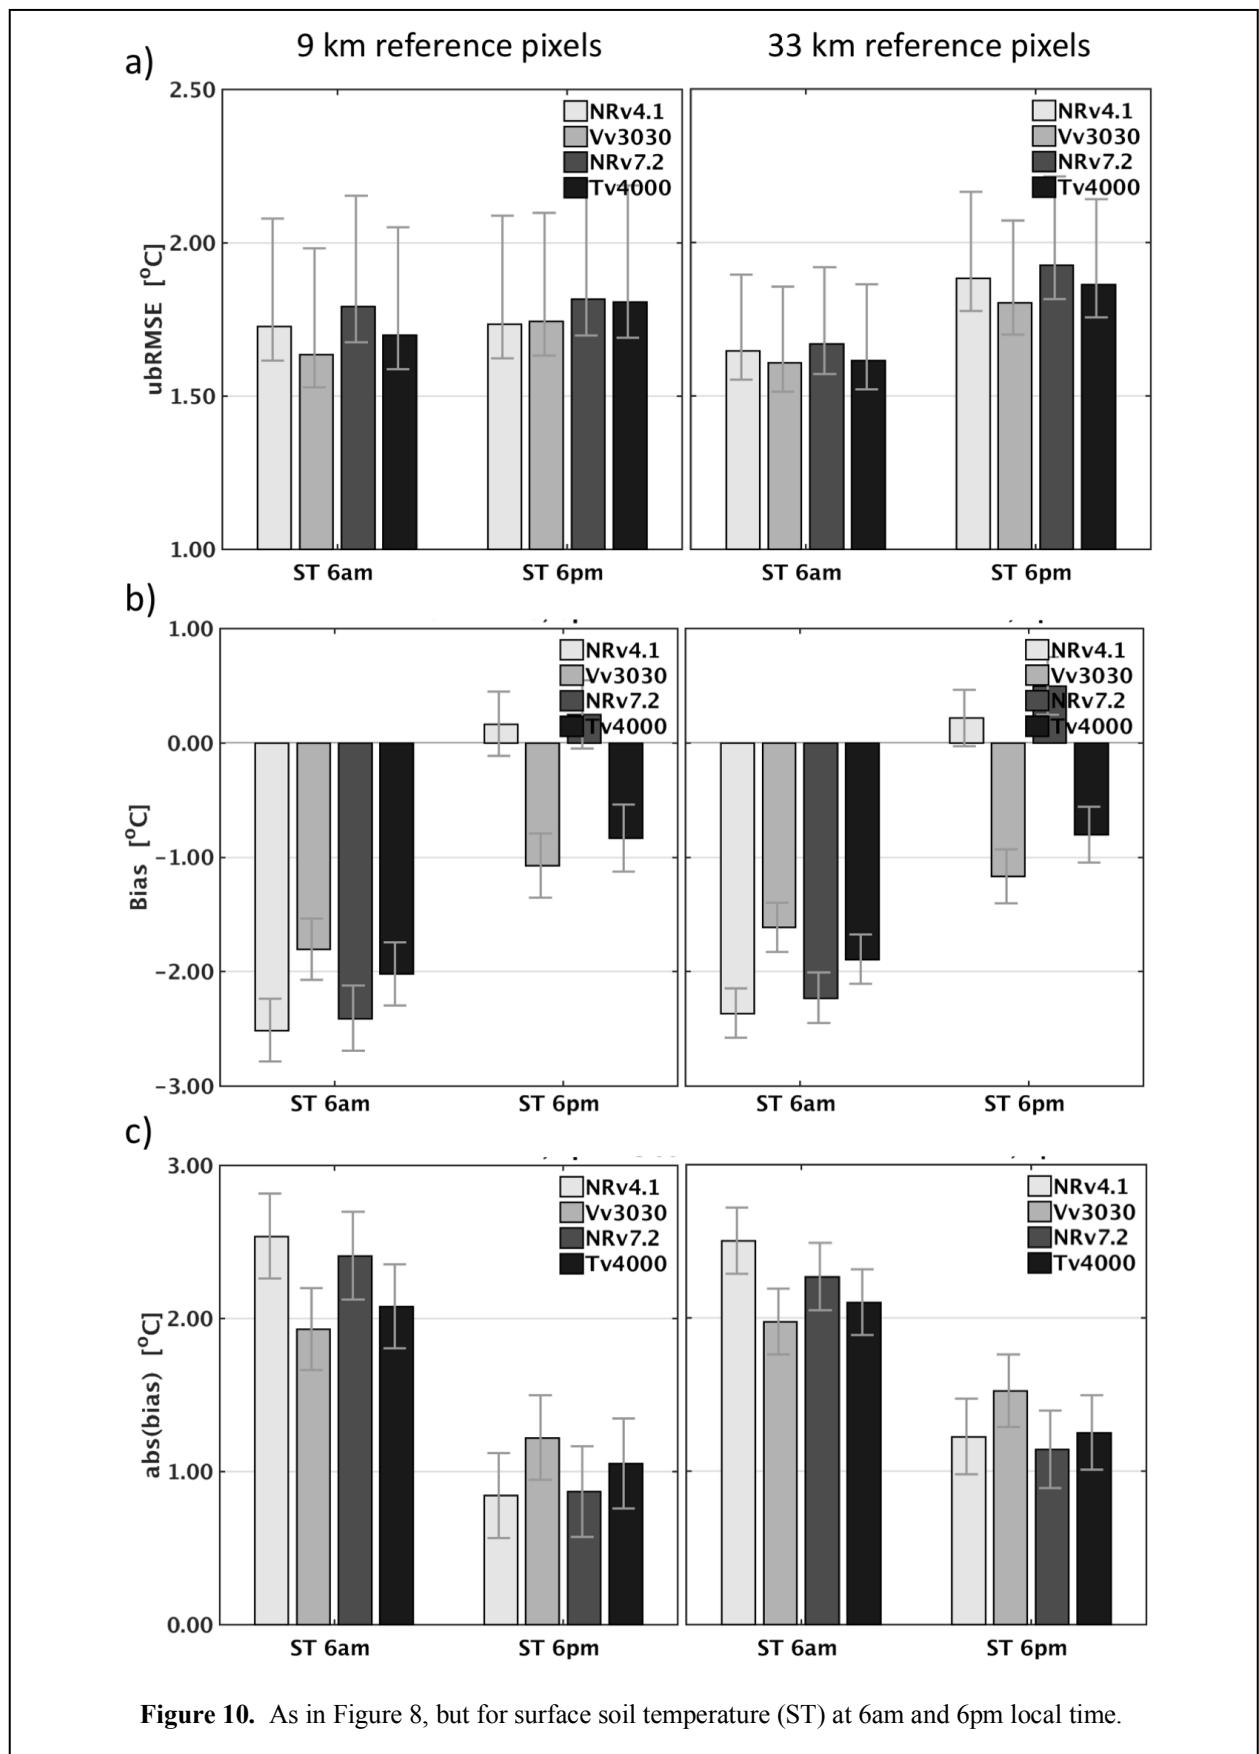 9 km reference pixels
33 km reference pixels
a)
2.50
2.00
1.50
1.00
ubRMSE [°C]
NRv4.1
Vv3030
NRv7.2
Tv4000
NRv4.1
Vv3030
NRv7.2
Tv4000
ST 6am
ST 6pm
ST 6am
ST 6pm
b)
1.00
0.00
−1.00
−2.00
−3.00
Bias [°C]
NRv4.1
Vv3030
NRv7.2
Tv4000
NRv4.1
Vv3030
NRv7.2
Tv4000
ST 6am
ST 6pm
ST 6am
ST 6pm
c)
3.00
2.00
1.00
0.00
abs(bias) [°C]
NRv4.1
Vv3030
NRv7.2
Tv4000
NRv4.1
Vv3030
NRv7.2
Tv4000
ST 6am
ST 6pm
ST 6am
ST 6pm
Figure 10. As in Figure 8, but for surface soil temperature (ST) at 6am and 6pm local time.